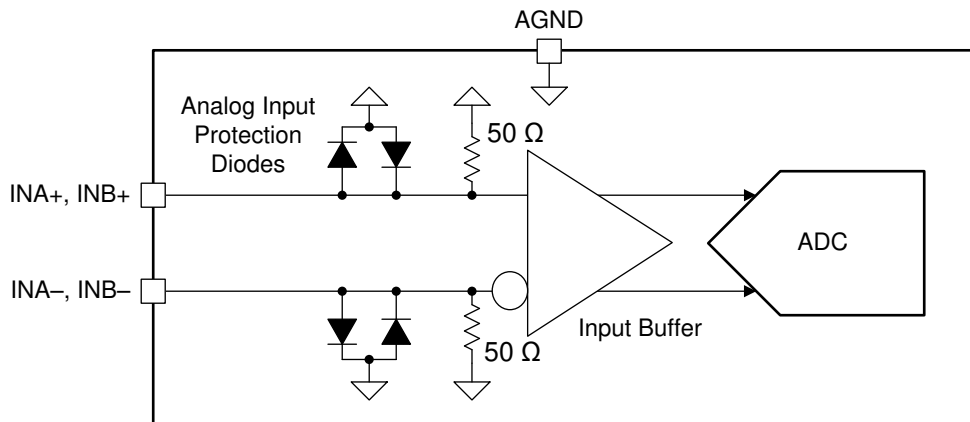 AGND
Analog Input
Protection
Diodes
50 Ω
INA+, INB+
ADC
INA–, INB–
Input Buffer
50 Ω